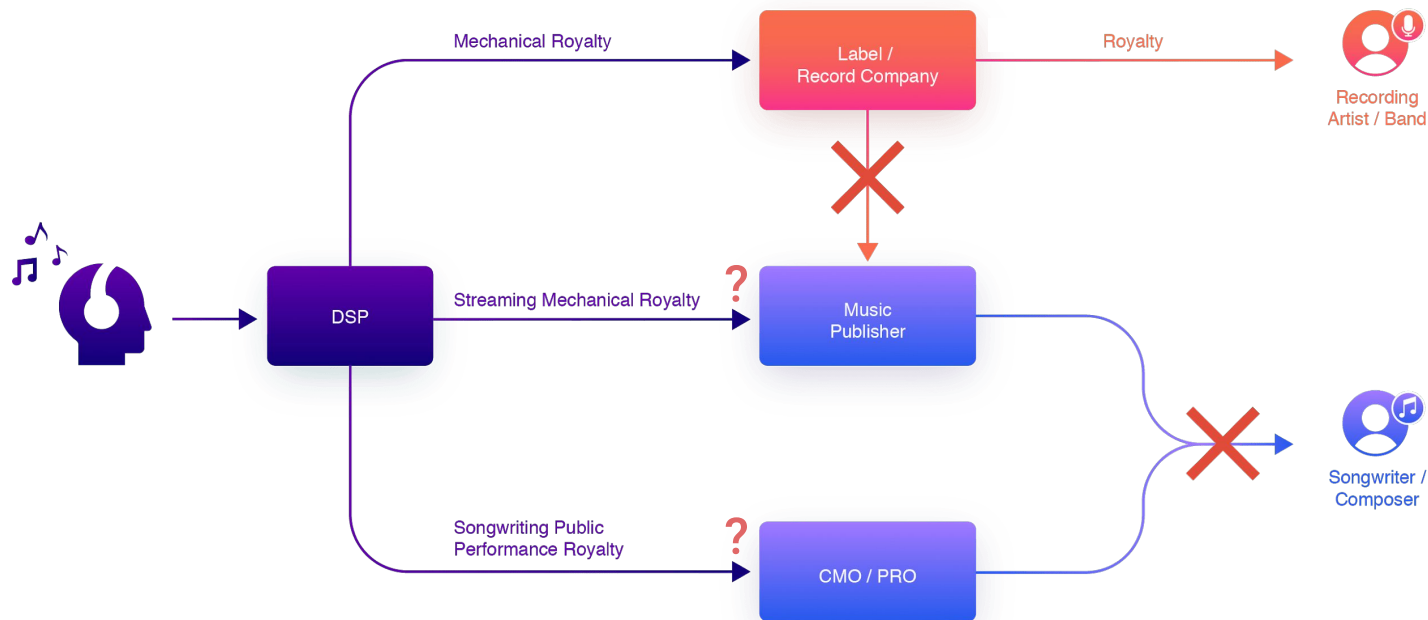 Mechanical Royalty
Label /
Record Company
Royalty
Recording
Artist / Band
DSP
Streaming Mechanical Royalty
?
Music
Publisher
Songwriter /
Composer
Songwriting Public
Performance Royalty
?
CMO / PRO